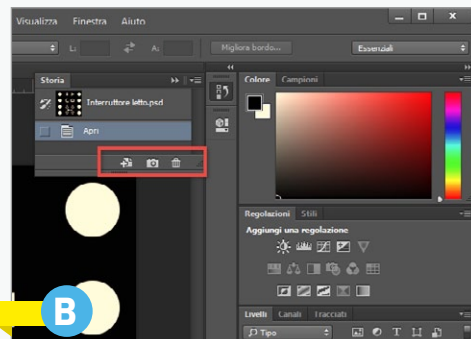 Visualizza Finestra Aiuto
L: A: Migliora bordo... Essenziali
Storia
Interruttore letto.psd
Apri
Colore Campioni
Regolazioni Stili
Aggiungi una regolazione
Livelli Canali Tracciati
Tipo
B